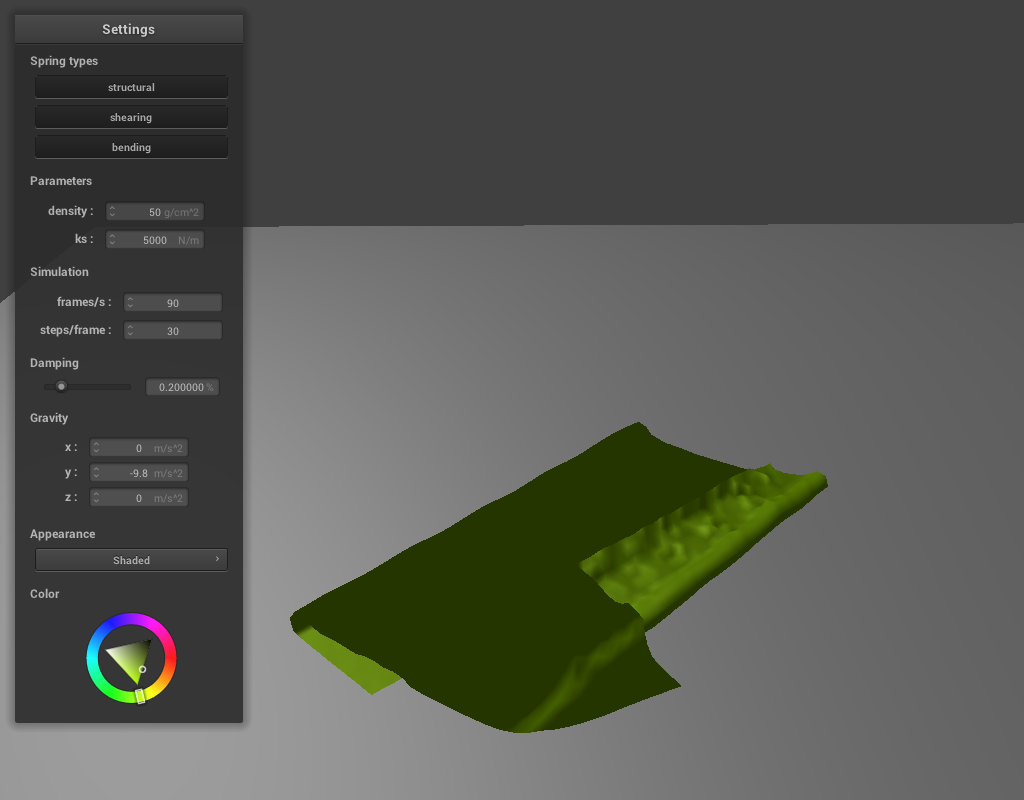 Settings
Spring types
structural
shearing
bending
Parameters
density : 50 g/cm^2
ks : 5000 N/m
Simulation
frames/s : 90
steps/frame : 30
Damping
0.200000 %
Gravity
x : 0 m/s^2
y : -9.8 m/s^2
z : 0 m/s^2
Appearance
Shaded
Color